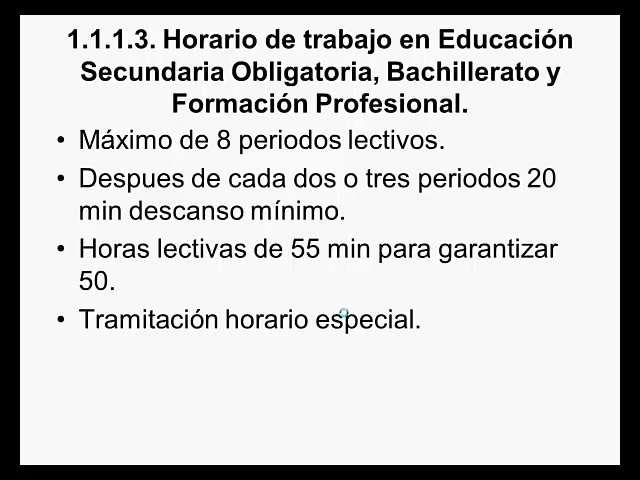 1.1.1.3. Horario de trabajo en Educación
Secundaria Obligatoria, Bachillerato y
Formación Profesional.
• Máximo de 8 periodos lectivos.
• Despues de cada dos o tres periodos 20
min descanso mínimo.
• Horas lectivas de 55 min para garantizar
50.
• Tramitación horario especial.